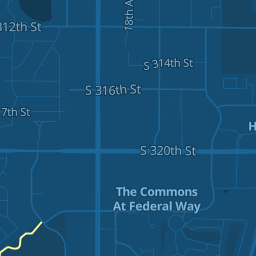 312th St
18th A
S 314th St
S 316th St
7th St
H
S 320th St
The Commons
At Federal Way